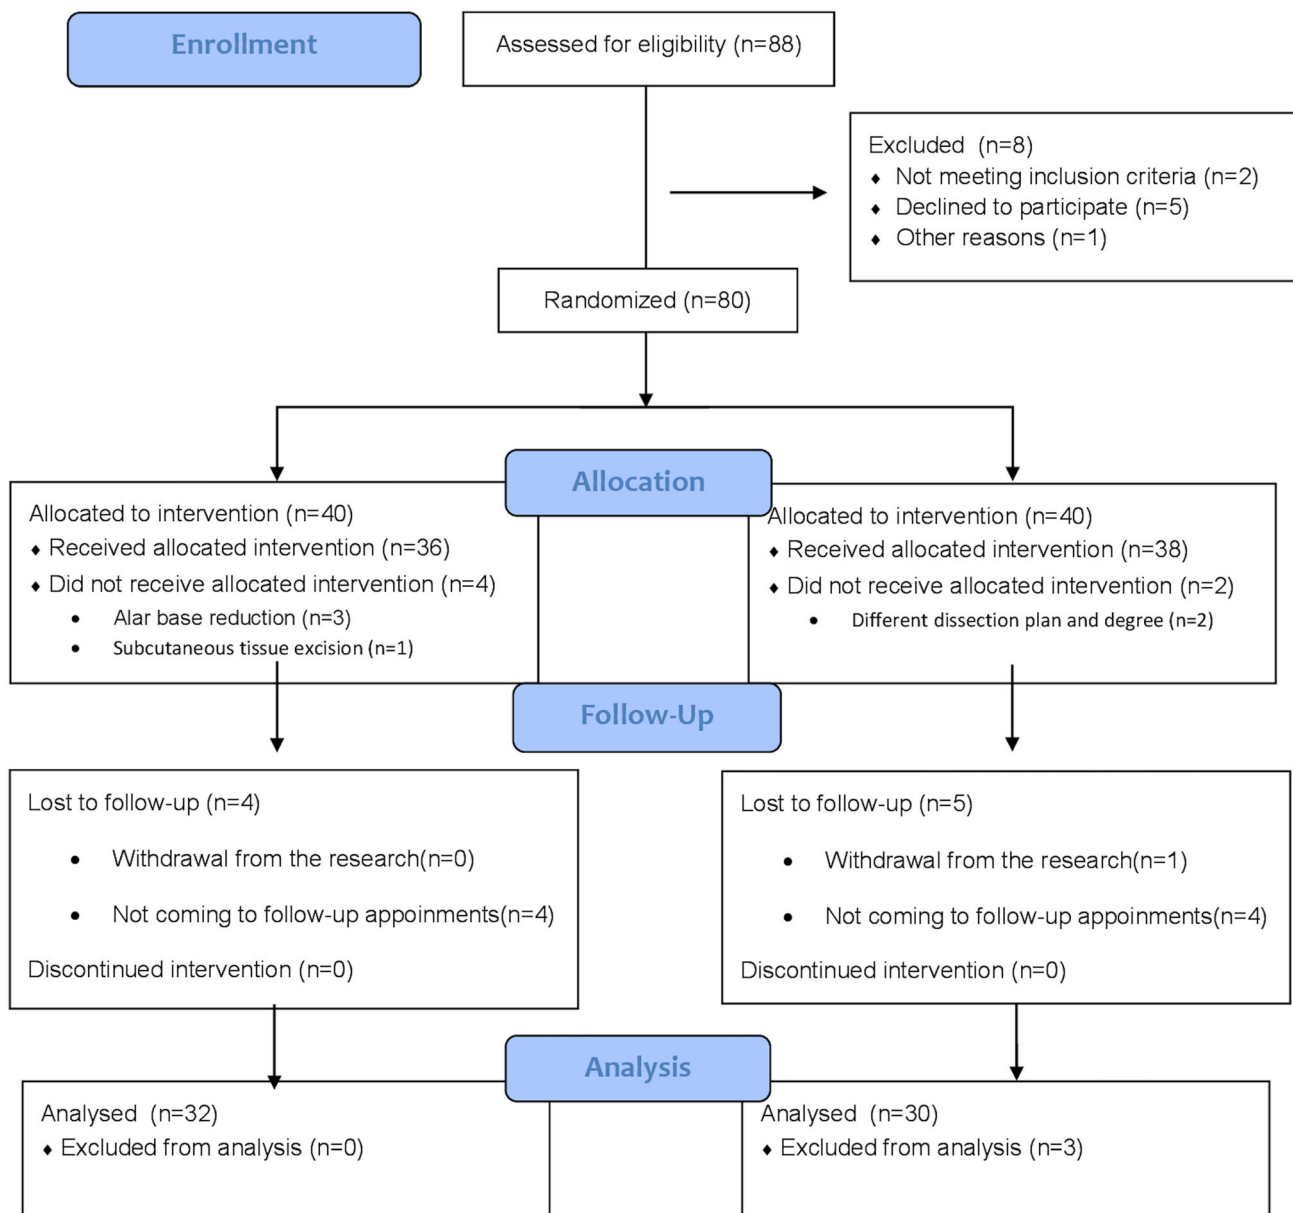 Enrollment
Assessed for eligibility (n=88)
Excluded (n=8)
♦ Not meeting inclusion criteria (n=2)
♦ Declined to participate (n=5)
♦ Other reasons (n=1)
Randomized (n=80)
Allocation
Allocated to intervention (n=40)
♦ Received allocated intervention (n=36)
♦ Did not receive allocated intervention (n=4)
• Alar base reduction (n=3)
• Subcutaneous tissue excision (n=1)
Allocated to intervention (n=40)
♦ Received allocated intervention (n=38)
♦ Did not receive allocated intervention (n=2)
• Different dissection plan and degree (n=2)
Follow-Up
Lost to follow-up (n=4)
• Withdrawal from the research(n=0)
• Not coming to follow-up appoinments(n=4)
Discontinued intervention (n=0)
Lost to follow-up (n=5)
• Withdrawal from the research(n=1)
• Not coming to follow-up appoinments(n=4)
Discontinued intervention (n=0)
Analysis
Analysed (n=32)
♦ Excluded from analysis (n=0)
Analysed (n=30)
♦ Excluded from analysis (n=3)